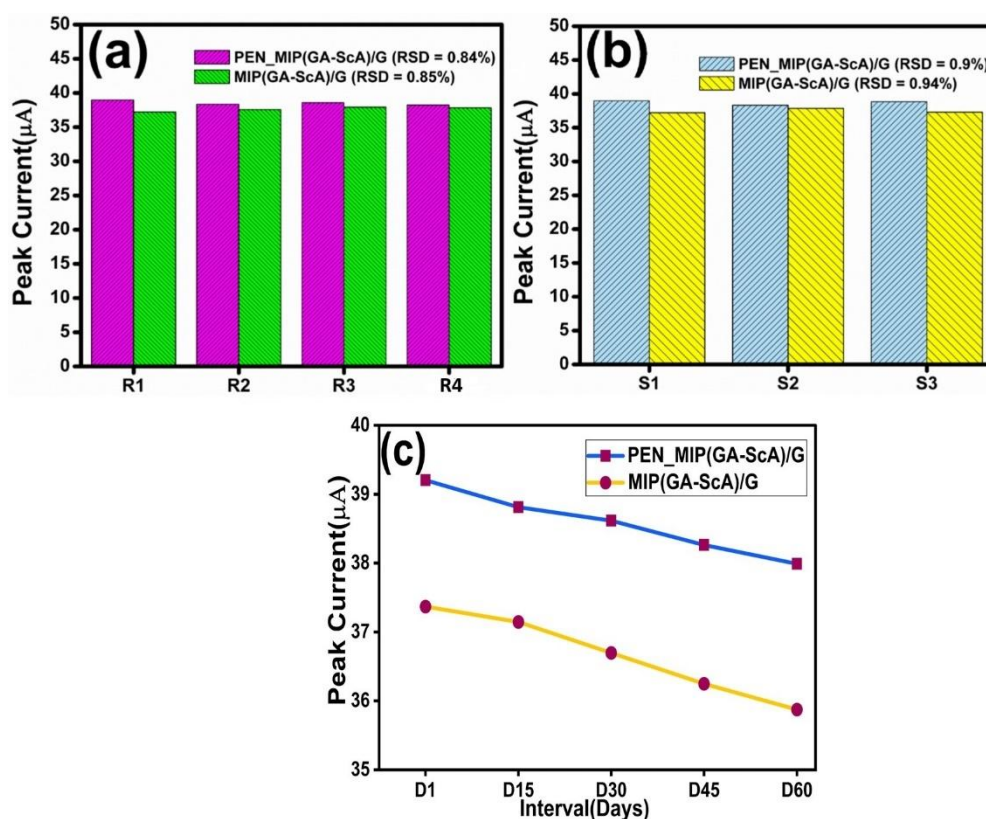 (a)
PEN_MIP(GA-ScA)/G (RSD = 0.84%)
MIP(GA-ScA)/G (RSD = 0.85%)
Peak Current(μA)
50
45
40
35
30
25
20
15
10
5
0
R1 R2 R3 R4
(b)
PEN_MIP(GA-ScA)/G (RSD = 0.9%)
MIP(GA-ScA)/G (RSD = 0.94%)
Peak Current(μA)
50
45
40
35
30
25
20
15
10
5
0
S1 S2 S3
(c)
PEN_MIP(GA-ScA)/G
MIP(GA-ScA)/G
Peak Current(μA)
40
39
38
37
36
35
D1 D15 D30 D45 D60
Interval(Days)